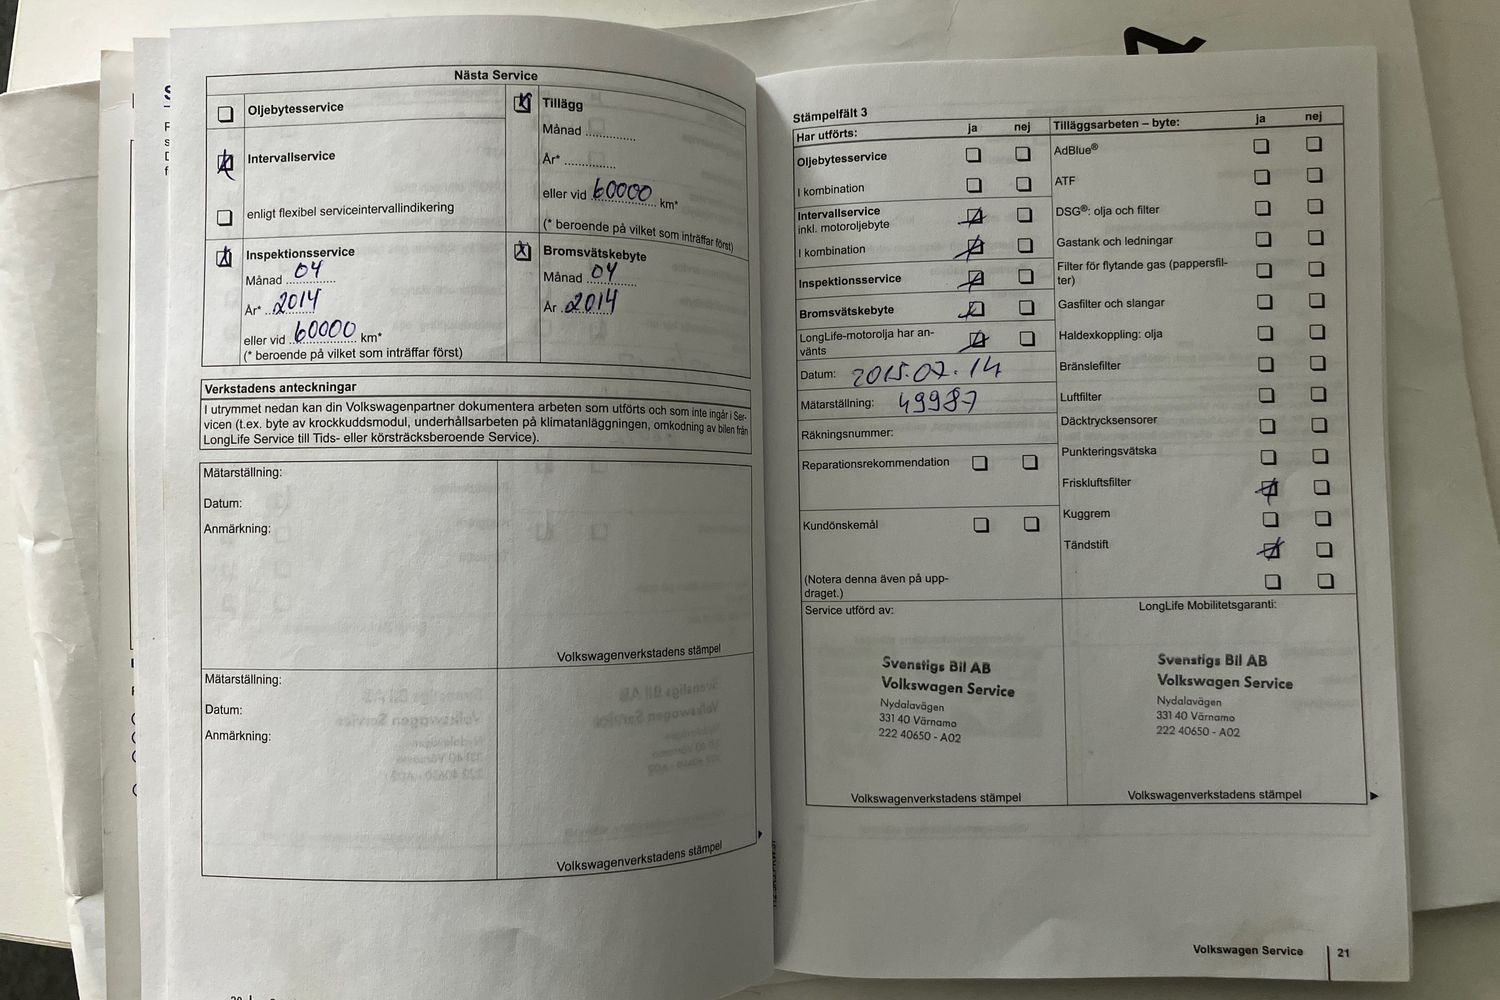 Nästa Service
Oljebytesservice
Intervallservice
enligt flexibel serviceintervallindikering
Tillägg
Månad ............
År* ............
eller vid 60000 km*
(* beroende på vilket som inträffar först)
Inspektionsservice
Månad 04
År* 2014
eller vid 60000 km*
(* beroende på vilket som inträffar först)
Bromsvätskebyte
Månad 04
År 2014
Verkstadens anteckningar
I utrymmet nedan kan din Volkswagenpartner dokumentera arbeten som utförts och som inte ingår i Ser-
vicen (t.ex. byte av krockkuddsmodul, underhållsarbeten på klimatanläggningen, omkodning av bilen från
LongLife Service till Tids- eller körsträcksberoende Service).
Mätarställning:
Datum:
Anmärkning:
Volkswagenverkstadens stämpel
Mätarställning:
Datum:
Anmärkning:
Volkswagenverkstadens stämpel
Stämpelfält 3
Har utförts: ja nej
Oljebytesservice
I kombination
Intervallservice
inkl. motoroljebyte
I kombination
Inspektionsservice
Bromsvätskebyte
LongLife-motorolja har an-
vänts
Datum: 2015.07.14
Mätarställning: 49987
Räkningsnummer:
Reparationsrekommendation
Kundönskemål
(Notera denna även på upp-
draget.)
Tilläggsarbeten – byte: ja nej
AdBlue®
ATF
DSG®: olja och filter
Gastank och ledningar
Filter för flytande gas (pappersfil-
ter)
Gasfilter och slangar
Haldexkoppling: olja
Bränslefilter
Luftfilter
Däcktrycksensorer
Punkteringsvätska
Friskluftsfilter
Kuggrem
Tändstift
Service utförd av:
Svenstigs Bil AB
Volkswagen Service
Nydalavägen
331 40 Värnamo
222 40650 - A02
Volkswagenverkstadens stämpel
LongLife Mobilitetsgaranti:
Svenstigs Bil AB
Volkswagen Service
Nydalavägen
331 40 Värnamo
222 40650 - A02
Volkswagenverkstadens stämpel
Volkswagen Service 21